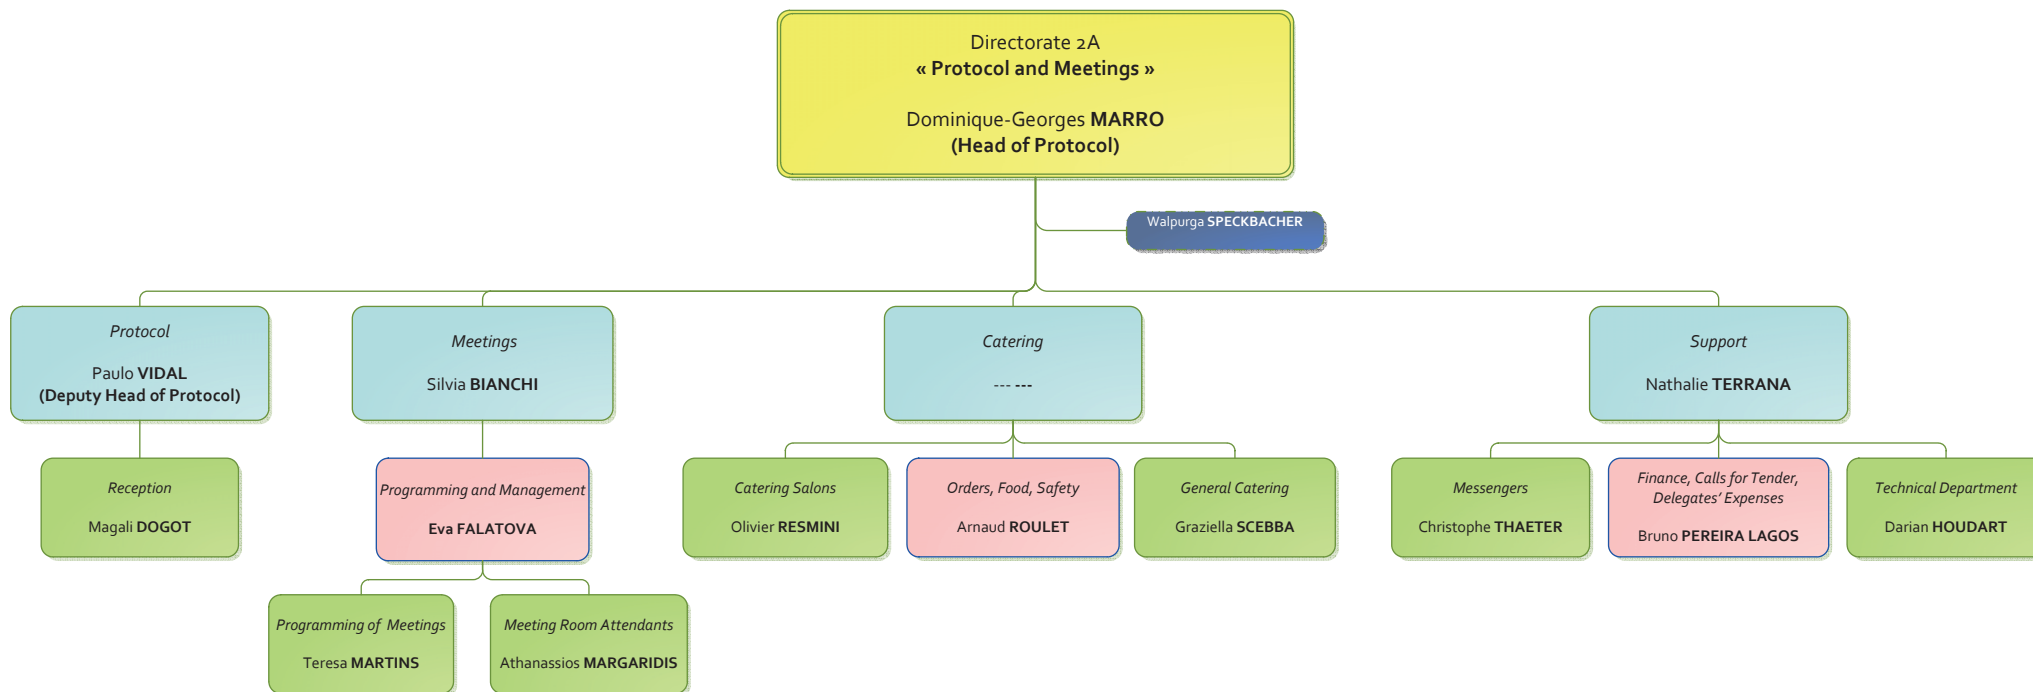 Directorate 2A
« Protocol and Meetings »
Dominique-Georges MARRO
(Head of Protocol)
Walpurga SPECKBACHER
Protocol
Paulo VIDAL
(Deputy Head of Protocol)
Meetings
Silvia BIANCHI
Catering
--- ---
Support
Nathalie TERRANA
Reception
Magali DOGOT
Programming and Management
Eva FALATOVA
Catering Salons
Olivier RESMINI
Orders, Food, Safety
Arnaud ROULET
General Catering
Graziella SCEBBA
Messengers
Christophe THAETER
Finance, Calls for Tender,
Delegates’ Expenses
Bruno PEREIRA LAGOS
Technical Department
Darian HOUDART
Programming of Meetings
Teresa MARTINS
Meeting Room Attendants
Athanassios MARGARIDIS